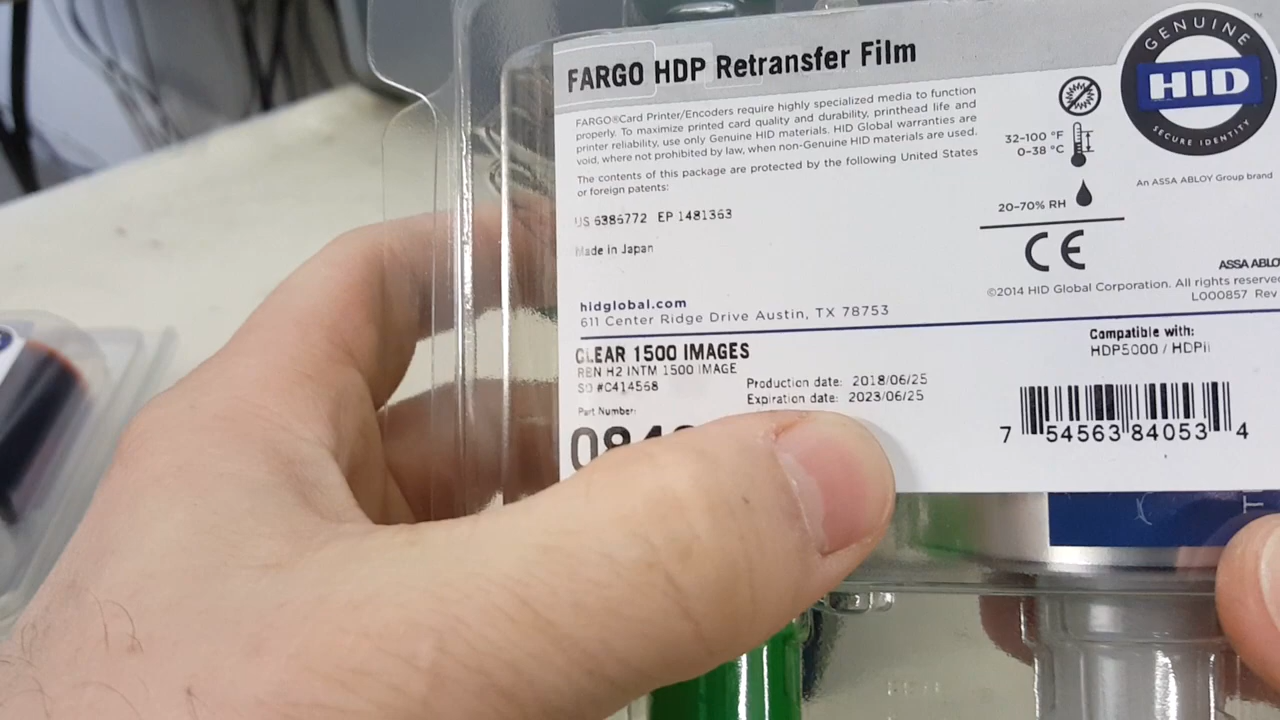 FARGO HDP Retransfer Film
FARGO®Card Printer/Encoders require highly specialized media to function
properly. To maximize printed card quality and durability, printhead life and
printer reliability, use only Genuine HID materials. HID Global warranties are
void, where not prohibited by law, when non-Genuine HID materials are used.
The contents of this package are protected by the following United States
or foreign patents:
US 6386772 EP 1481363
Made in Japan
hidglobal.com
611 Center Ridge Drive Austin, TX 78753
GENUINE
HID
SECURE IDENTITY
TM
An ASSA ABLOY Group brand
32-100 °F
0-38 °C
20-70% RH
CE
ASSA ABLO
©2014 HID Global Corporation. All rights reserve
L000857 Rev
CLEAR 1500 IMAGES
RBN H2 INTM 1500 IMAGE
SO #C414568
Production date: 2018/06/25
Expiration date: 2023/06/25
Part Number:
084
Compatible with:
HDP5000 / HDPii
7 54563 84053 4